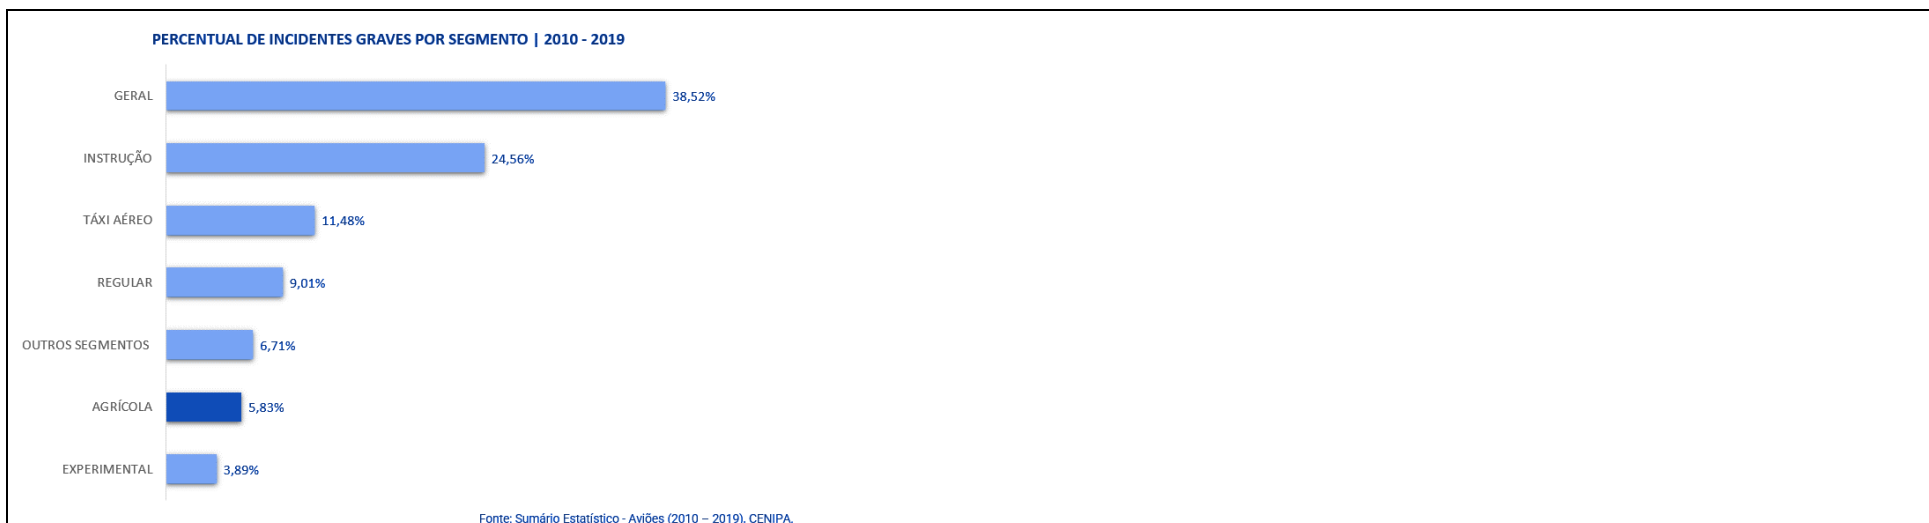 PERCENTUAL DE INCIDENTES GRAVES POR SEGMENTO | 2010 - 2019
GERAL 38,52%
INSTRUÇÃO 24,56%
TÁXI AÉREO 11,48%
REGULAR 9,01%
OUTROS SEGMENTOS 6,71%
AGRÍCOLA 5,83%
EXPERIMENTAL 3,89%
Fonte: Sumário Estatístico - Aviões (2010 – 2019). CENIPA.